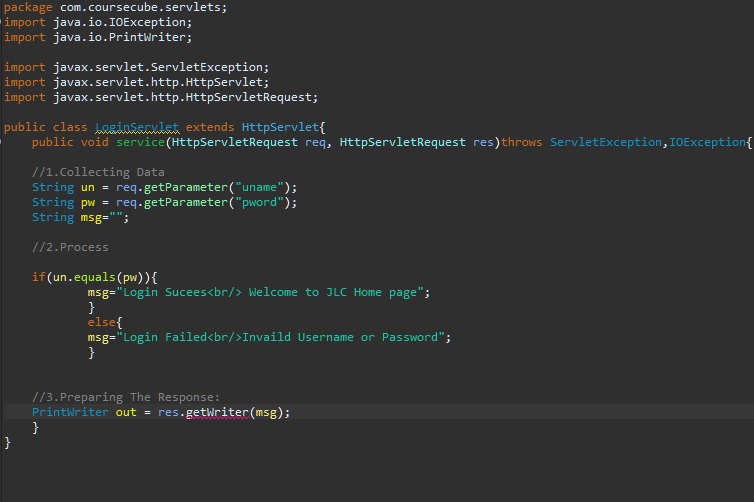 package com.coursecube.servlets;
import java.io.IOException;
import java.io.PrintWriter;
import javax.servlet.ServletException;
import javax.servlet.http.HttpServlet;
import javax.servlet.http.HttpServletRequest;
public class LoginServlet extends HttpServlet{
public void service(HttpServletRequest req, HttpServletRequest res)throws ServletException,IOException{
//1.Collecting Data
String un = req.getParameter("uname");
String pw = req.getParameter("pword");
String msg="";
//2.Process
if(un.equals(pw)){
msg="Login Sucees<br/> Welcome to JLC Home page";
}
else{
msg="Login Failed<br/>Invaild Username or Password";
}
//3.Preparing The Response:
PrintWriter out = res.getWriter(msg);
}
}